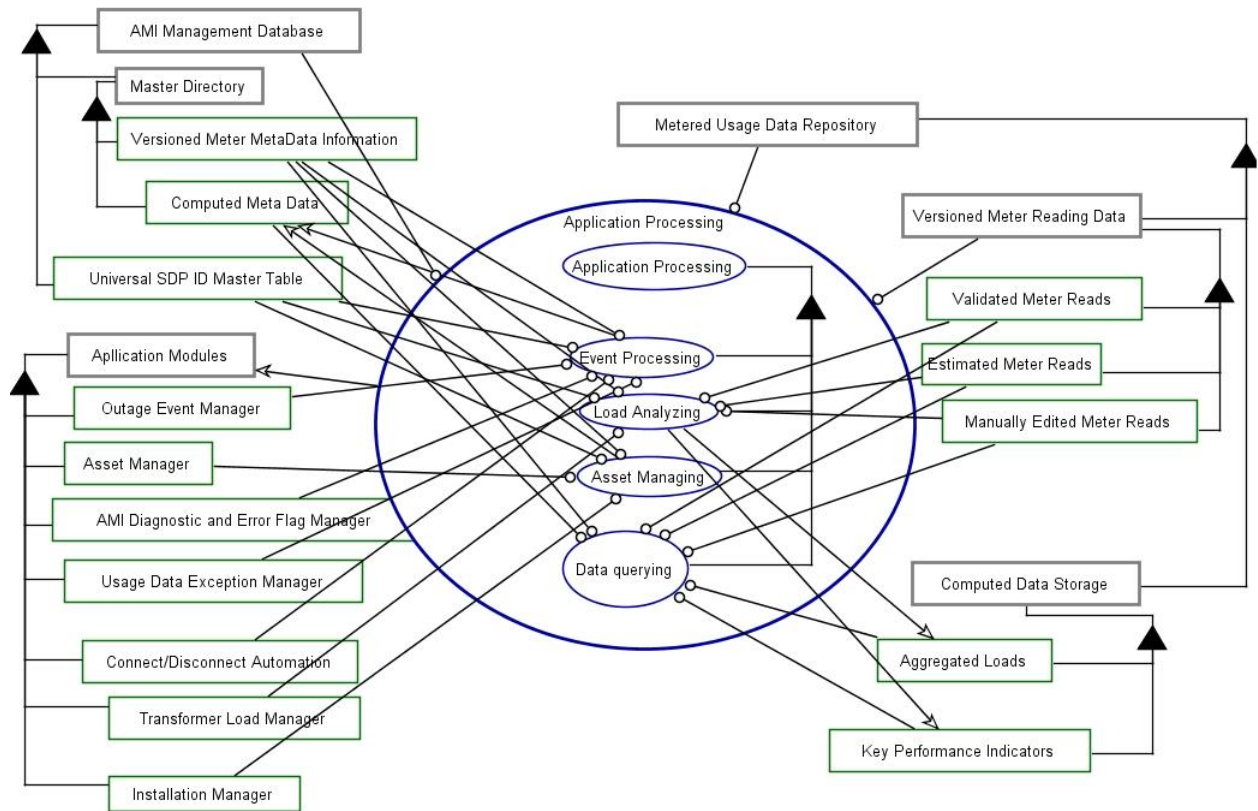 AMI Management Database
Master Directory
Versioned Meter MetaData Information
Computed Meta Data
Universal SDP ID Master Table
Apllication Modules
Outage Event Manager
Asset Manager
AMI Diagnostic and Error Flag Manager
Usage Data Exception Manager
Connect/Disconnect Automation
Transformer Load Manager
Installation Manager
Application Processing
Application Processing
Event Processing
Load Analyzing
Asset Managing
Data querying
Metered Usage Data Repository
Versioned Meter Reading Data
Validated Meter Reads
Estimated Meter Reads
Manually Edited Meter Reads
Computed Data Storage
Aggregated Loads
Key Performance Indicators